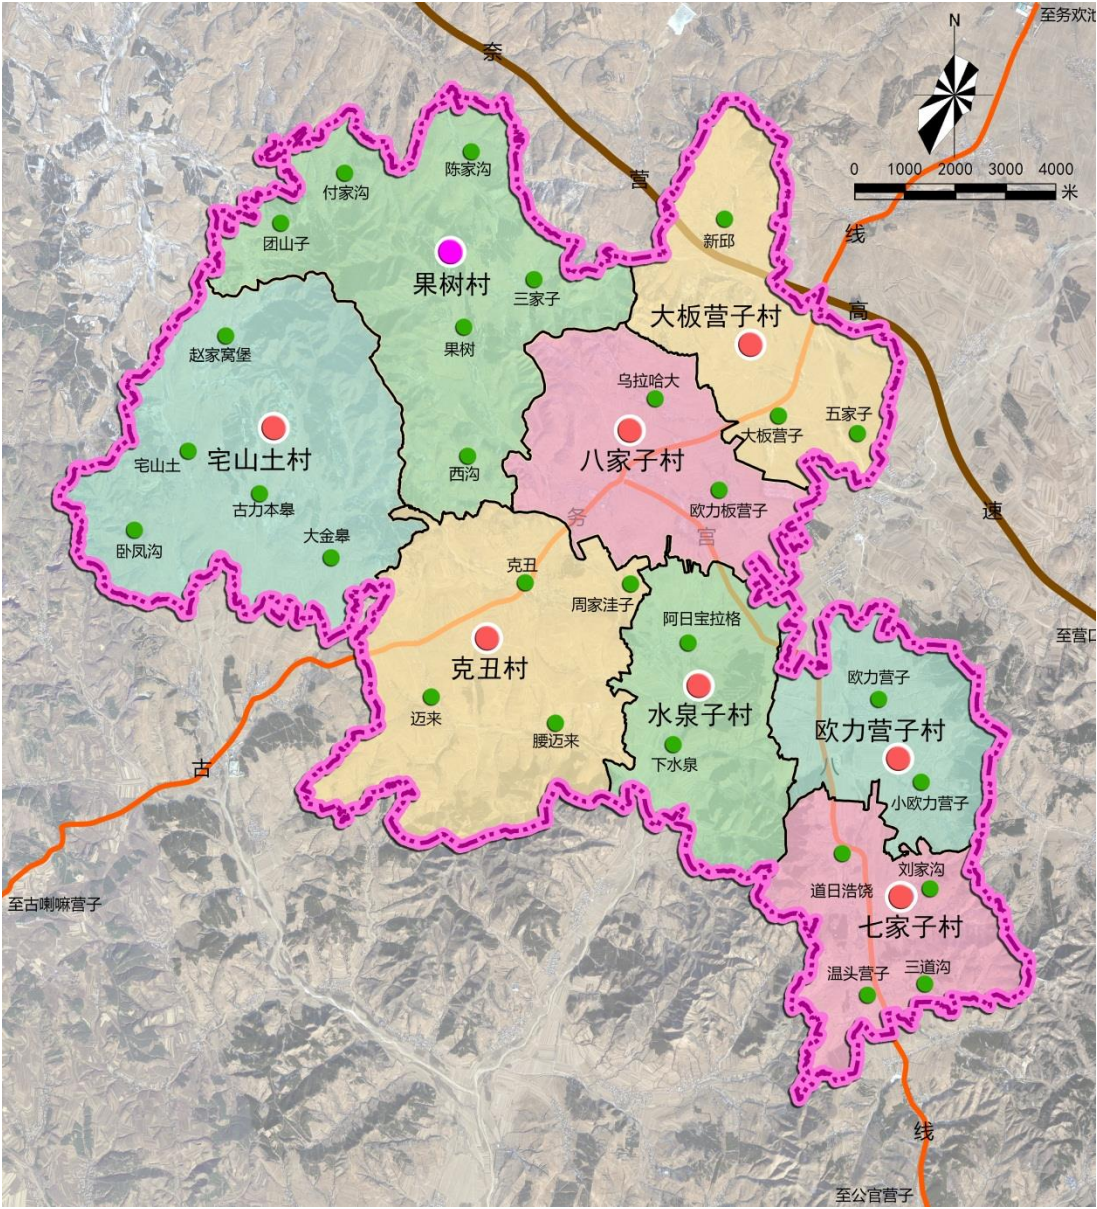 至务欢池
N
0 1000 2000 3000 4000
米
奈
营
高
速
至营口
线
陈家沟
付家沟
团山子
果树村
三家子
果树
西沟
新邱
大板营子村
大板营子
五家子
赵家窝堡
宅山土村
宅山土
古力本皋
卧凤沟
大金皋
乌拉哈大
八家子村
欧力板营子
务
宫
克丑
周家洼子
克丑村
迈来
腰迈来
阿日宝拉格
水泉子村
下水泉
欧力营子
欧力营子村
小欧力营子
八
古
至古喇嘛营子
刘家沟
道日浩饶
七家子村
温头营子
三道沟
线
至公官营子